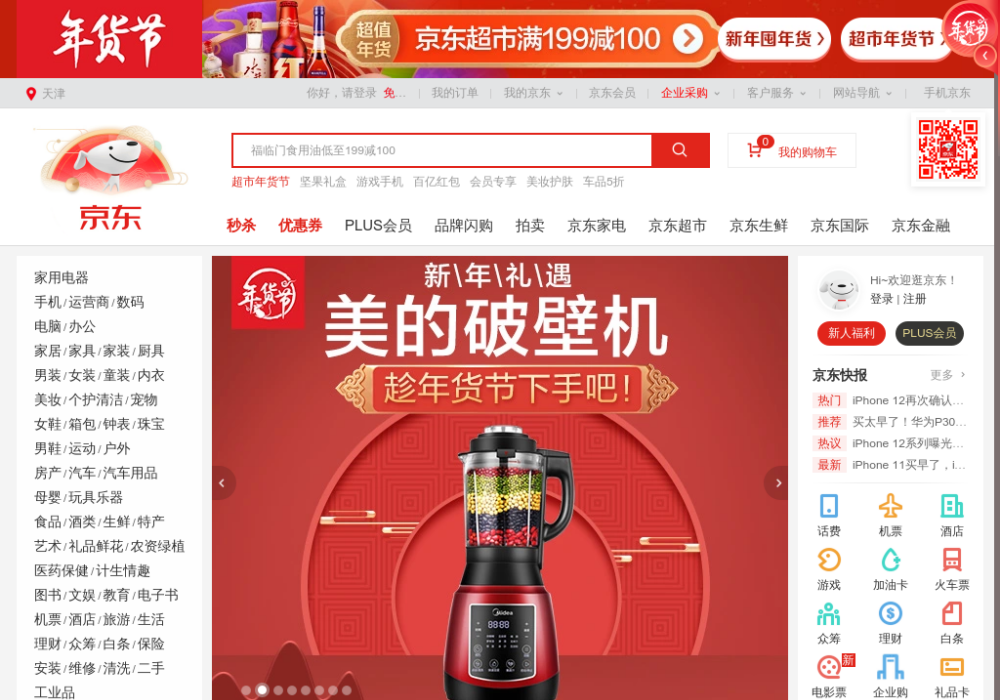 年货节
超值
年货
京东超市满199减100
新年囤年货
超市年货节
年货节
天津
你好，请登录 免…
我的订单
我的京东
京东会员
企业采购
客户服务
网站导航
手机京东
福临门食用油低至199减100
0
我的购物车
超市年货节 坚果礼盒 游戏手机 百亿红包 会员专享 美妆护肤 车品5折
京东
秒杀 优惠券 PLUS会员 品牌闪购 拍卖 京东家电 京东超市 京东生鲜 京东国际 京东金融
家用电器
手机/运营商/数码
电脑/办公
家居/家具/家装/厨具
男装/女装/童装/内衣
美妆/个护清洁/宠物
女鞋/箱包/钟表/珠宝
男鞋/运动/户外
房产/汽车/汽车用品
母婴/玩具乐器
食品/酒类/生鲜/特产
艺术/礼品鲜花/农资绿植
医药保健/计生情趣
图书/文娱/教育/电子书
机票/酒店/旅游/生活
理财/众筹/白条/保险
安装/维修/清洗/二手
工业品
年货节
新\年\礼\遇
美的破壁机
趁年货节下手吧!
Midea
88:88
Hi~欢迎逛京东！
登录 | 注册
新人福利
PLUS会员
京东快报
更多
热门 iPhone 12再次确认…
推荐 买太早了！华为P30…
热议 iPhone 12系列曝光…
最新 iPhone 11买早了，i…
话费 机票 酒店
游戏 加油卡 火车票
众筹 理财 白条
新
电影票 企业购 礼品卡